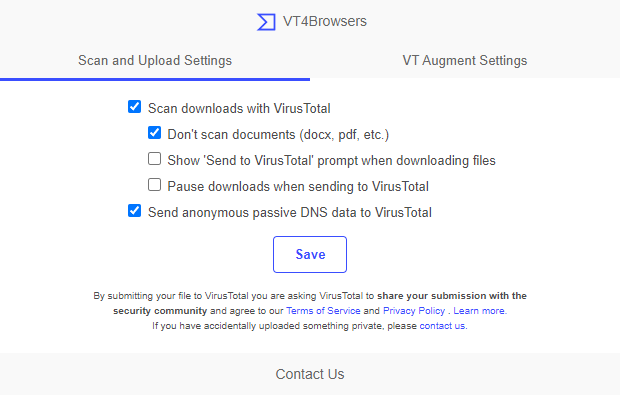 VT4Browsers
Scan and Upload Settings
VT Augment Settings
Scan downloads with VirusTotal
Don't scan documents (docx, pdf, etc.)
Show 'Send to VirusTotal' prompt when downloading files
Pause downloads when sending to VirusTotal
Send anonymous passive DNS data to VirusTotal
Save
By submitting your file to VirusTotal you are asking VirusTotal to share your submission with the
security community and agree to our Terms of Service and Privacy Policy . Learn more.
If you have accidentally uploaded something private, please contact us.
Contact Us